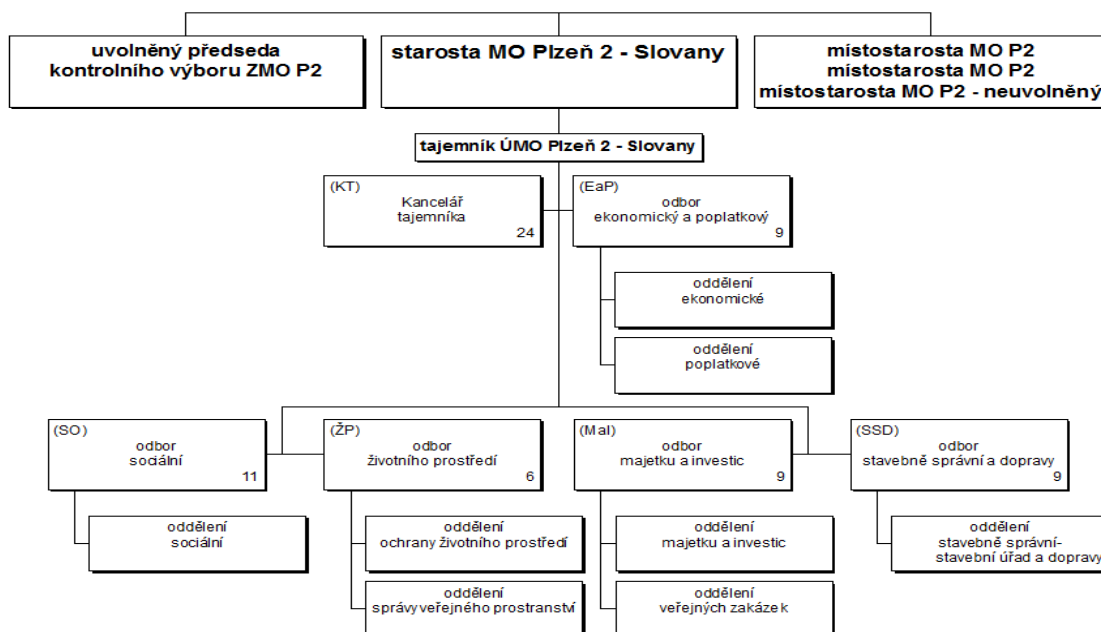 uvolněný předseda
kontrolního výboru ZMO P2
starosta MO Plzeň 2 - Slovany
místostarosta MO P2
místostarosta MO P2
místostarosta MO P2 - neuvolněný
tajemník ÚMO Plzeň 2 - Slovany
(KT)
Kancelář
tajemníka
24
(EaP)
odbor
ekonomický a poplatkový
9
oddělení
ekonomické
oddělení
poplatkové
(SO)
odbor
sociální
11
(ŽP)
odbor
životního prostředí
6
(MaI)
odbor
majetku a investic
9
(SSD)
odbor
stavebně správní a dopravy
9
oddělení
sociální
oddělení
ochrany životního prostředí
oddělení
majetku a investic
oddělení
stavebně správní-
stavební úřad a dopravy
oddělení
správy veřejného prostranství
oddělení
veřejných zakázek